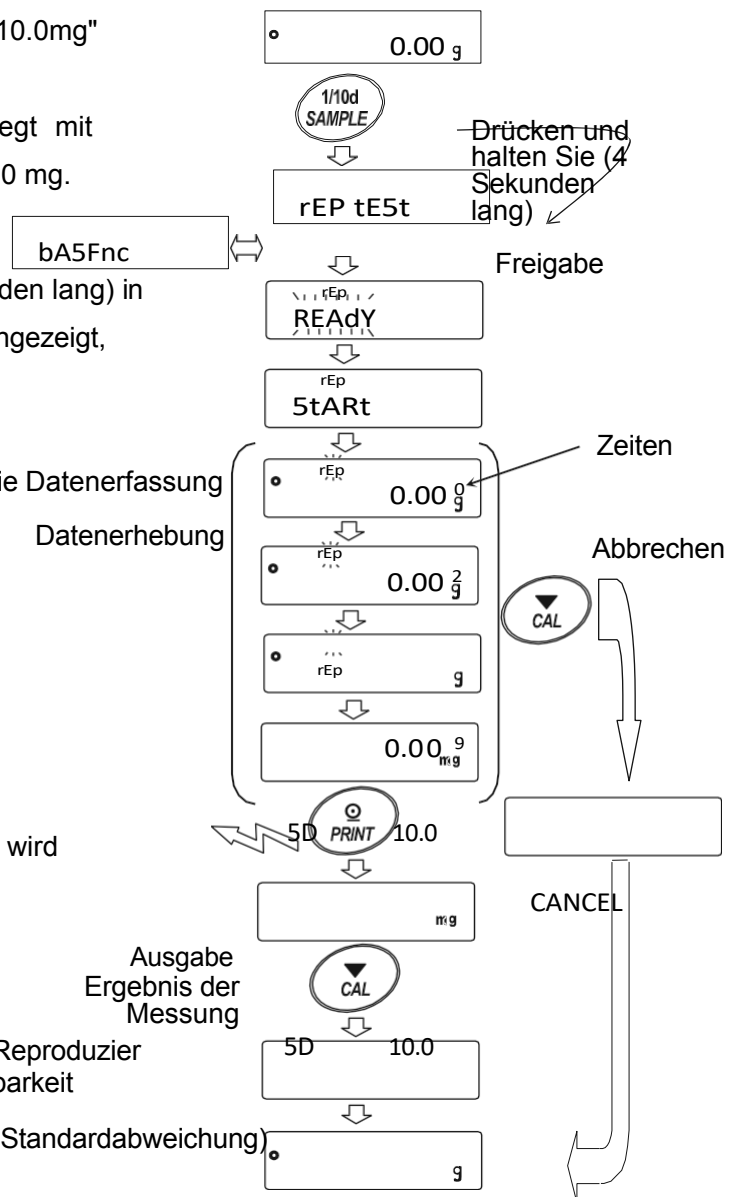 10.0mg"
0.00 g
1/10d
SAMPLE
egt mit
0 mg.
Drücken und
halten Sie (4
Sekunden
lang)
rEP tE5t
bA5Fnc
Freigabe
den lang) in
rEp
REAdY
ngezeigt,
rEp
5tARt
Zeiten
ie Datenerfassung
rEp
0.00 0
g
Datenerhebung
rEp
0.00 2
g
Abbrechen
CAL
rEp
g
0.00 9
mg
5D PRINT 10.0
wird
mg
CANCEL
Ausgabe
Ergebnis der
Messung
CAL
Reproduzier
barkeit
5D 10.0
Standardabweichung)
g